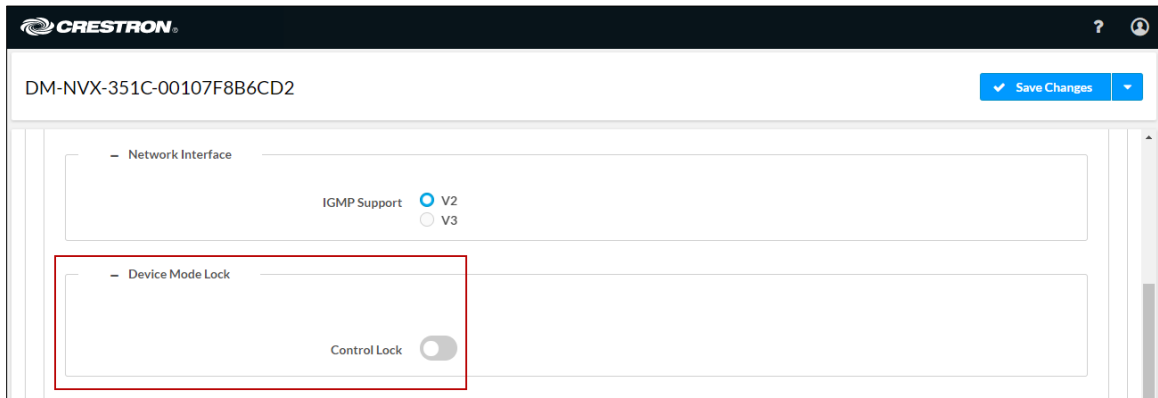 CRESTRON®
?
DM-NVX-351C-00107F8B6CD2
Save Changes
– Network Interface
IGMP Support V2
V3
– Device Mode Lock
Control Lock